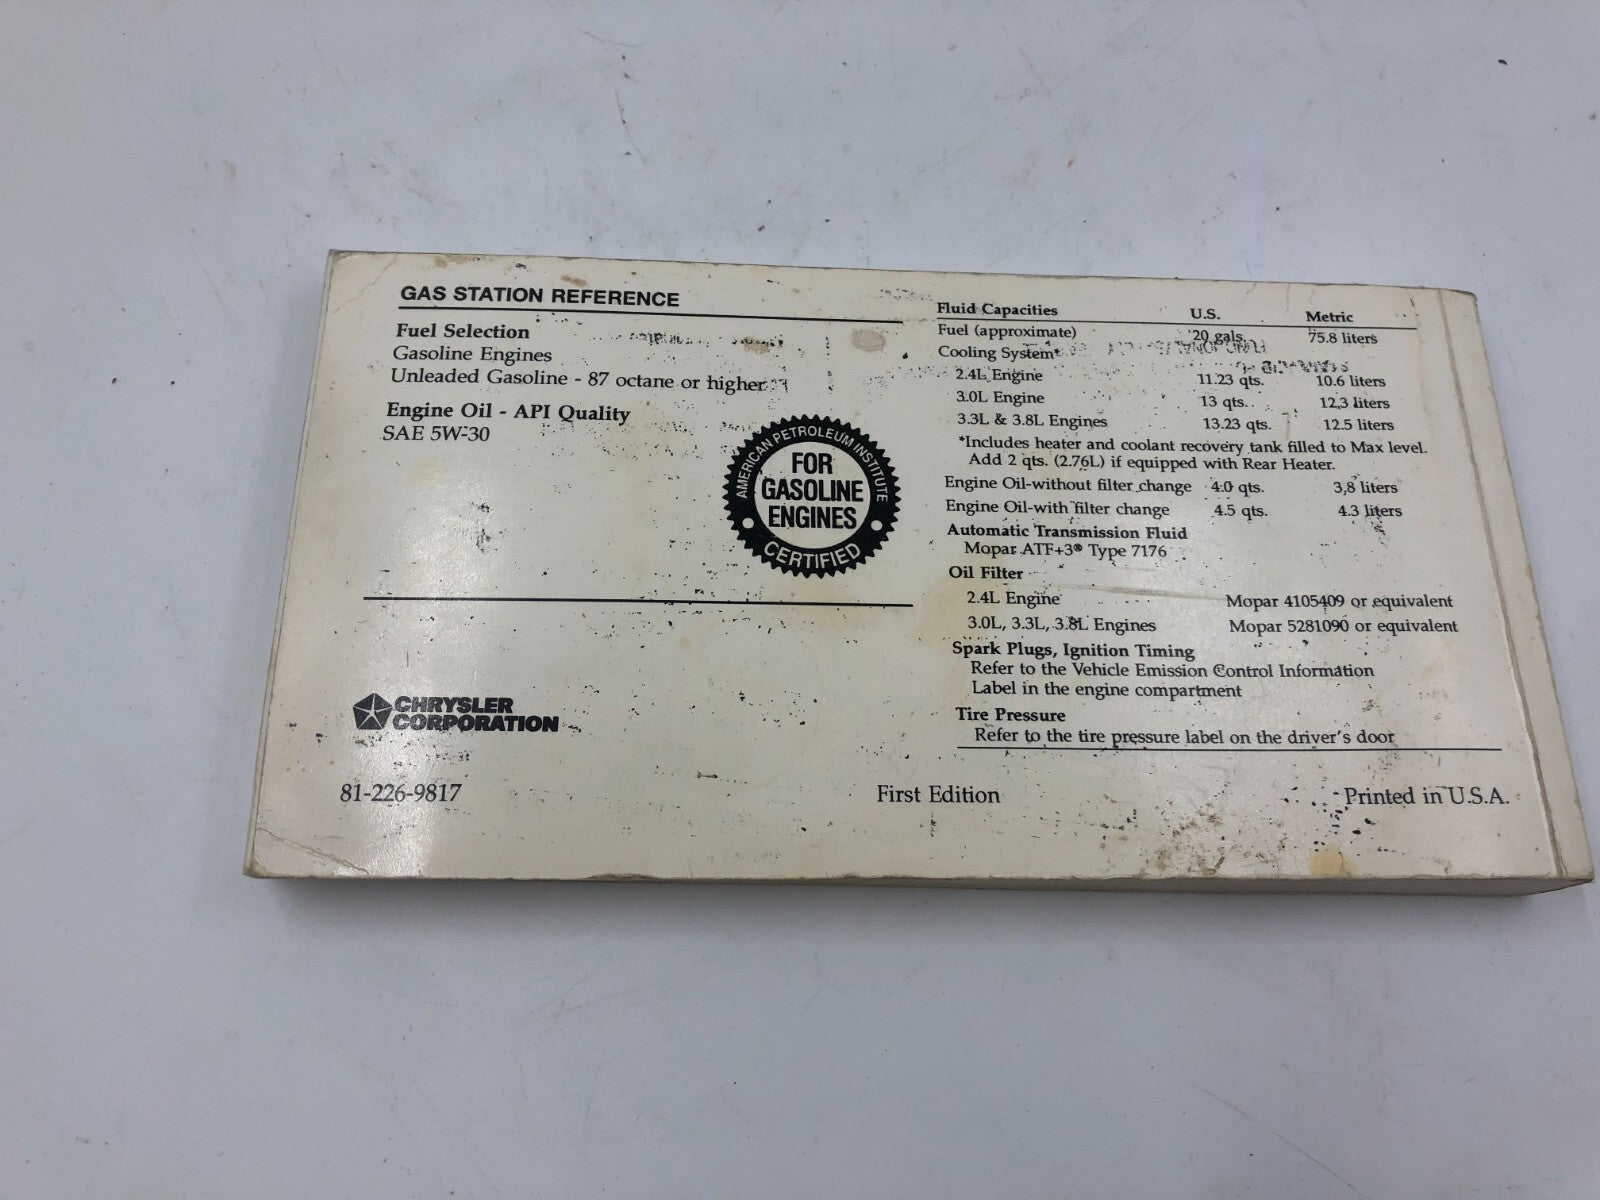 GAS STATION REFERENCE
Fuel Selection
Gasoline Engines
Unleaded Gasoline - 87 octane or higher
Engine Oil - API Quality
SAE 5W-30
AMERICAN PETROLEUM INSTITUTE
FOR
GASOLINE
ENGINES
CERTIFIED
CHRYSLER
CORPORATION
Fluid Capacities U.S. Metric
Fuel (approximate) 20 gals. 75.8 liters
Cooling System*
2.4L Engine 11.23 qts. 10.6 liters
3.0L Engine 13 qts. 12.3 liters
3.3L & 3.8L Engines 13.23 qts. 12.5 liters
*Includes heater and coolant recovery tank filled to Max level.
Add 2 qts. (2.76L) if equipped with Rear Heater.
Engine Oil-without filter change 4.0 qts. 3.8 liters
Engine Oil-with filter change 4.5 qts. 4.3 liters
Automatic Transmission Fluid
Mopar ATF+3® Type 7176
Oil Filter
2.4L Engine Mopar 4105409 or equivalent
3.0L, 3.3L, 3.8L Engines Mopar 5281090 or equivalent
Spark Plugs, Ignition Timing
Refer to the Vehicle Emission Control Information
Label in the engine compartment
Tire Pressure
Refer to the tire pressure label on the driver's door
81-226-9817 First Edition Printed in U.S.A.